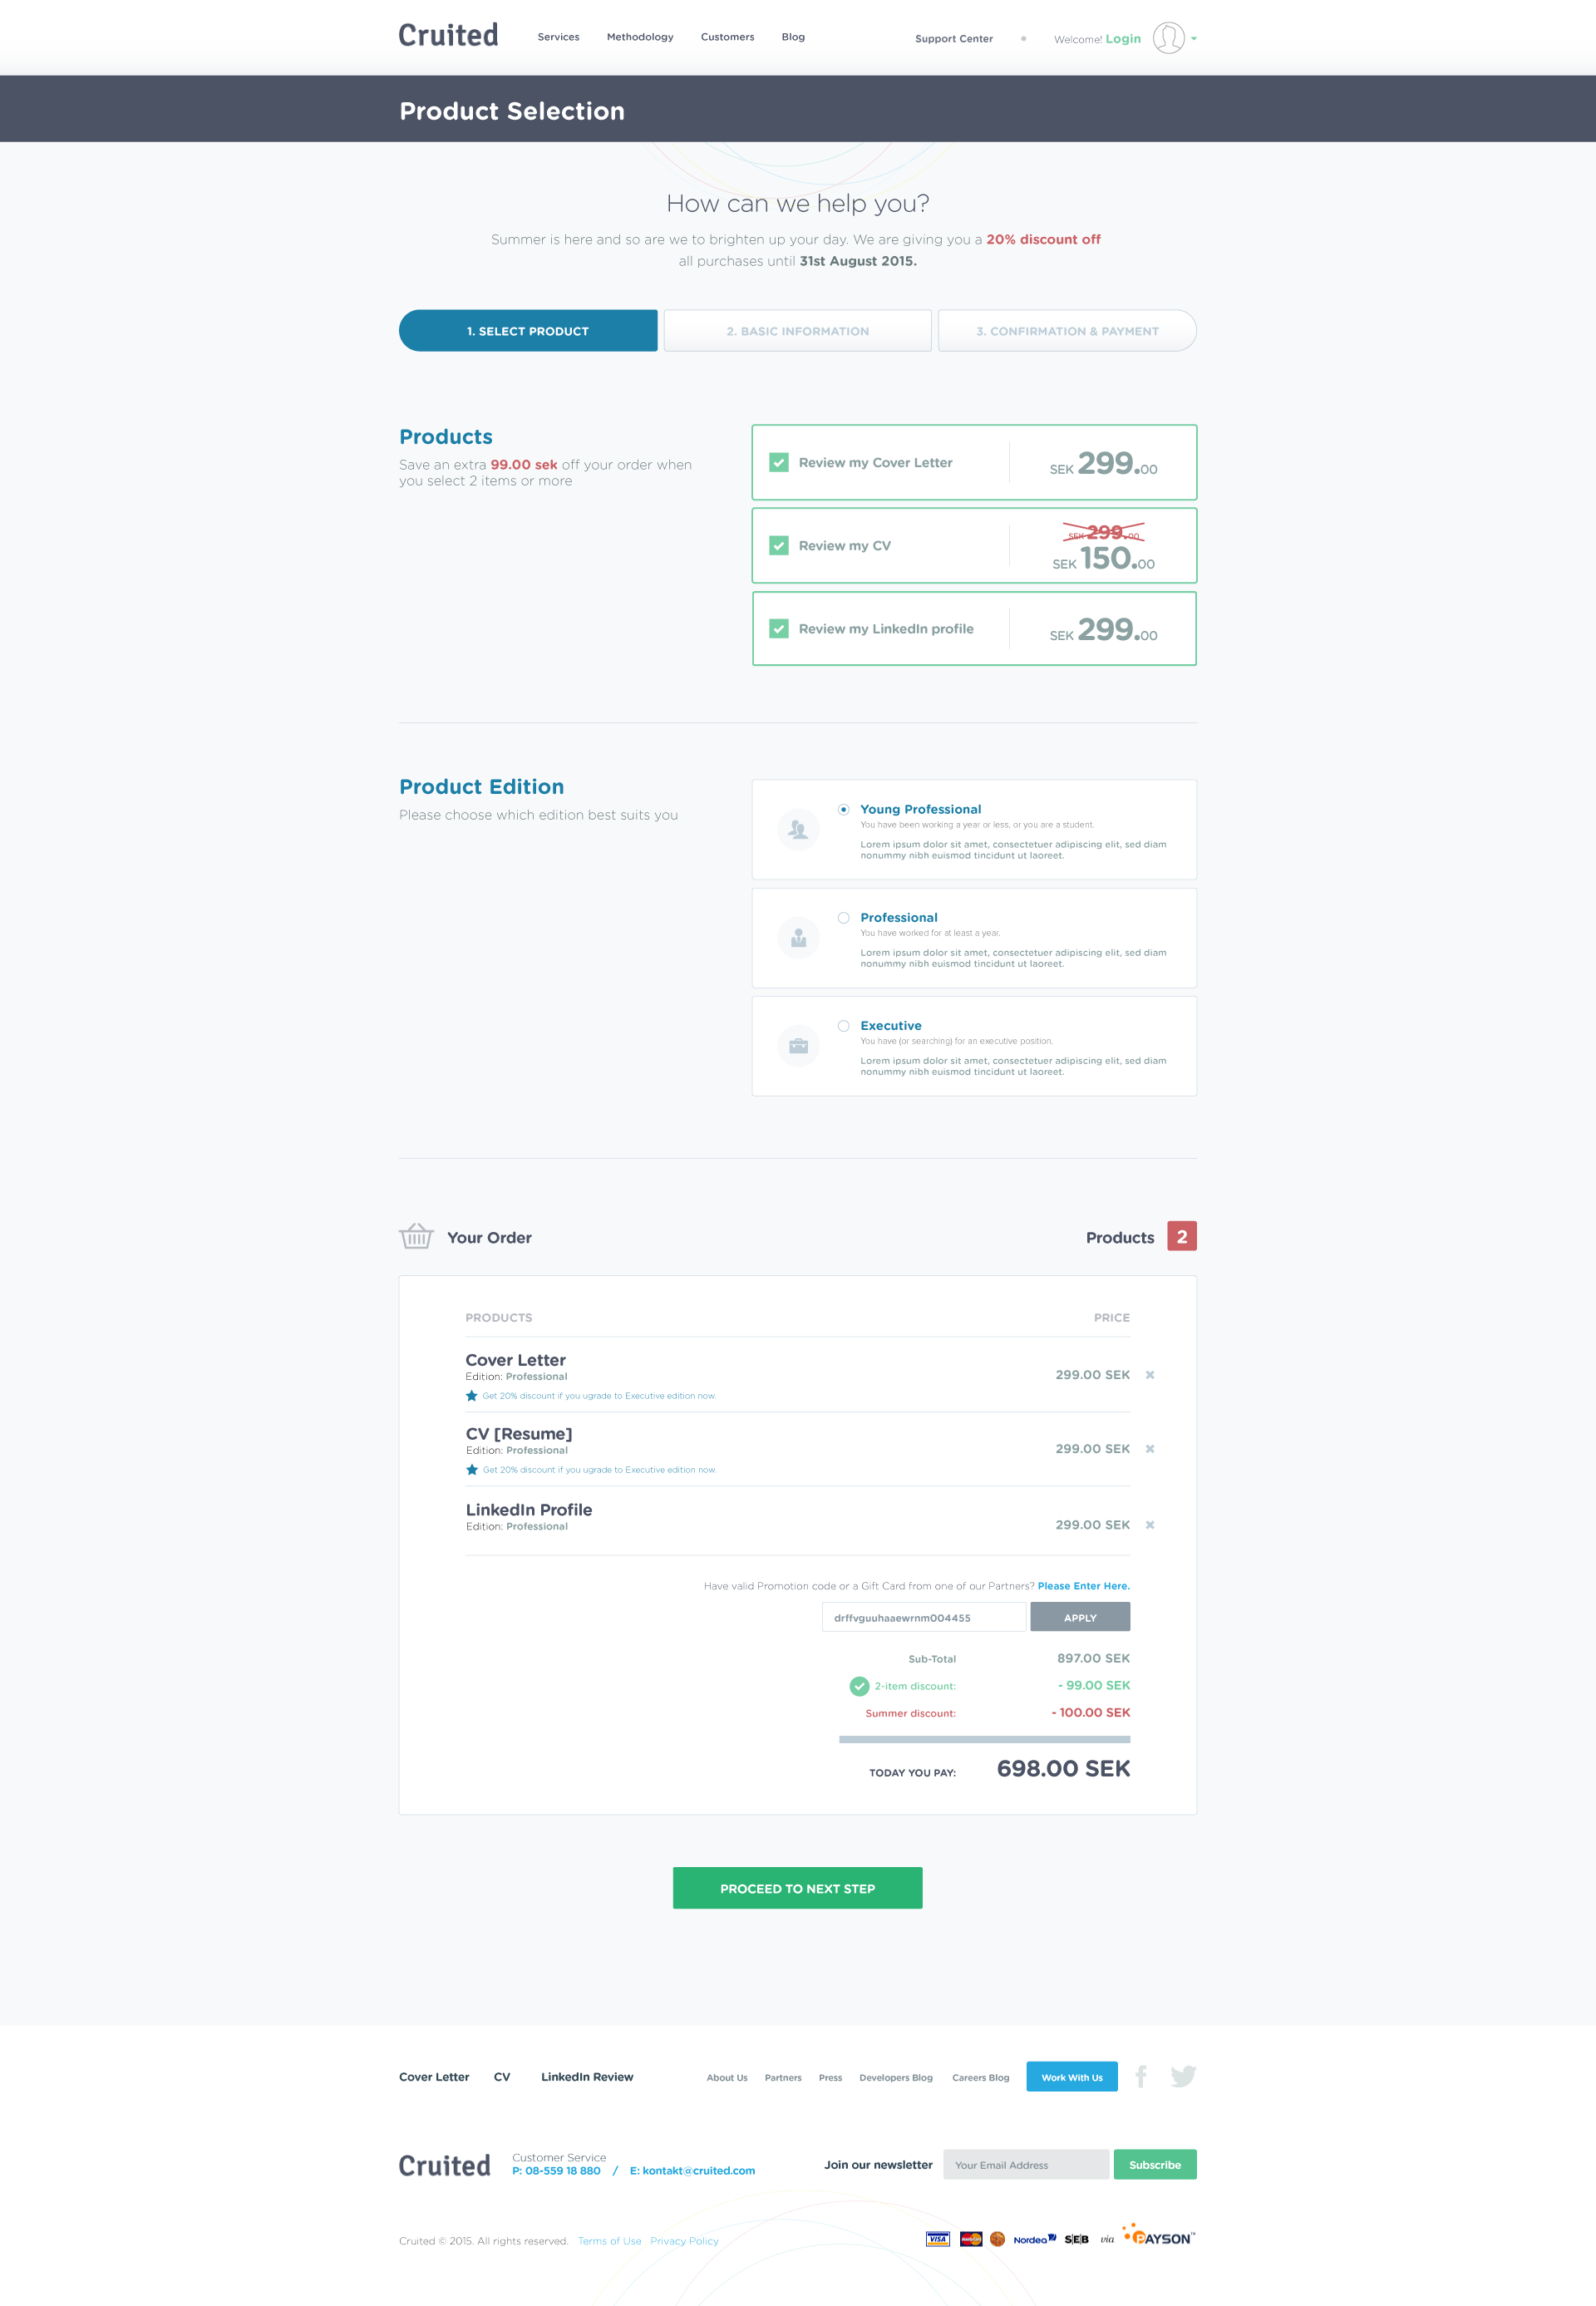 Cruited
Services Methodology Customers Blog
Support Center Welcome! Login
Product Selection
How can we help you?
Summer is here and so are we to brighten up your day. We are giving you a 20% discount off
all purchases until 31st August 2015.
1. SELECT PRODUCT
2. BASIC INFORMATION
3. CONFIRMATION & PAYMENT
Products
Save an extra 99.00 sek off your order when
you select 2 items or more
Review my Cover Letter
SEK 299.00
Review my CV
SEK 299.00
SEK 150.00
Review my LinkedIn profile
SEK 299.00
Product Edition
Please choose which edition best suits you
Young Professional
You have been working a year or less, or you are a student.
Lorem ipsum dolor sit amet, consectetuer adipiscing elit, sed diam
nonummy nibh euismod tincidunt ut laoreet.
Professional
You have worked for at least a year.
Lorem ipsum dolor sit amet, consectetuer adipiscing elit, sed diam
nonummy nibh euismod tincidunt ut laoreet.
Executive
You have (or searching) for an executive position.
Lorem ipsum dolor sit amet, consectetuer adipiscing elit, sed diam
nonummy nibh euismod tincidunt ut laoreet.
Your Order
Products 2
PRODUCTS PRICE
Cover Letter
Edition: Professional
299.00 SEK
Get 20% discount if you ugrade to Executive edition now.
CV [Resume]
Edition: Professional
299.00 SEK
Get 20% discount if you ugrade to Executive edition now.
LinkedIn Profile
Edition: Professional
299.00 SEK
Have valid Promotion code or a Gift Card from one of our Partners? Please Enter Here.
drffvguuhaaewrnm004455
APPLY
Sub-Total 897.00 SEK
2-item discount: - 99.00 SEK
Summer discount: - 100.00 SEK
TODAY YOU PAY: 698.00 SEK
PROCEED TO NEXT STEP
Cover Letter CV LinkedIn Review
About Us Partners Press Developers Blog Careers Blog Work With Us
Cruited
Customer Service
P: 08-559 18 880 / E: kontakt@cruited.com
Join our newsletter
Your Email Address
Subscribe
Cruited © 2015. All rights reserved. Terms of Use Privacy Policy
VISA MasterCard Nordea SEB via PAYSON™